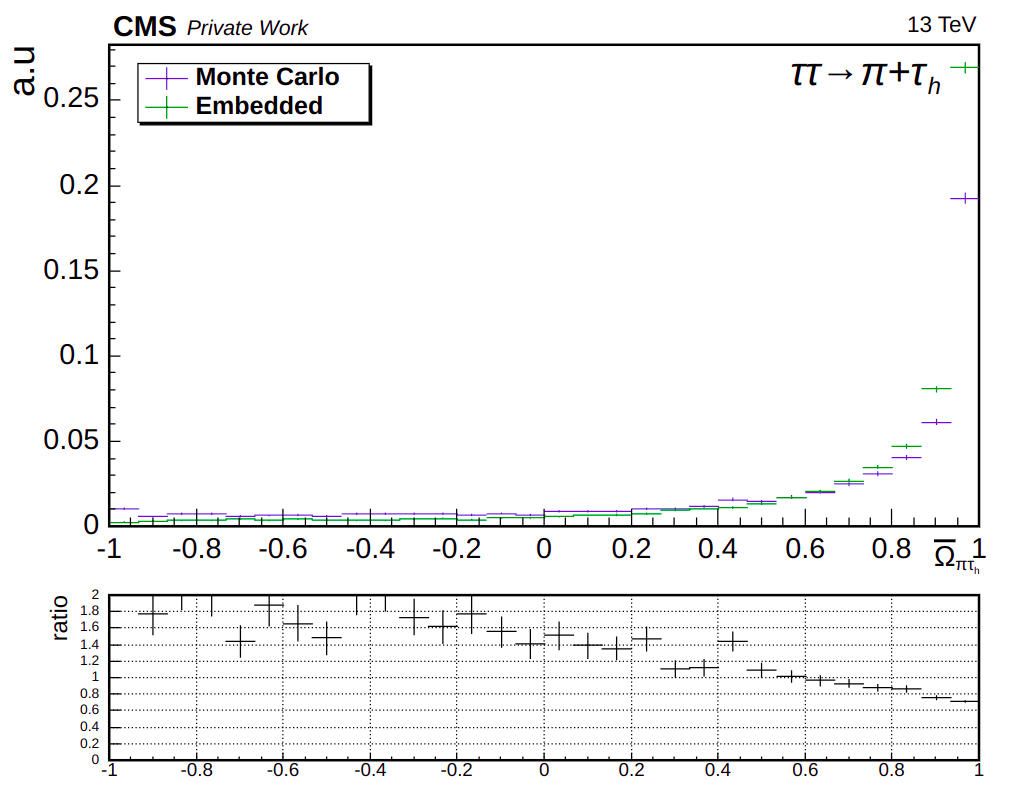 CMS Private Work 13 TeV
a.u
Monte Carlo
Embedded
ττ→π+τh
0.25
0.2
0.15
0.1
0.05
0
-1 -0.8 -0.6 -0.4 -0.2 0 0.2 0.4 0.6 0.8 1
Ω̅πτh
ratio
2
1.8
1.6
1.4
1.2
1
0.8
0.6
0.4
0.2
0
-1 -0.8 -0.6 -0.4 -0.2 0 0.2 0.4 0.6 0.8 1